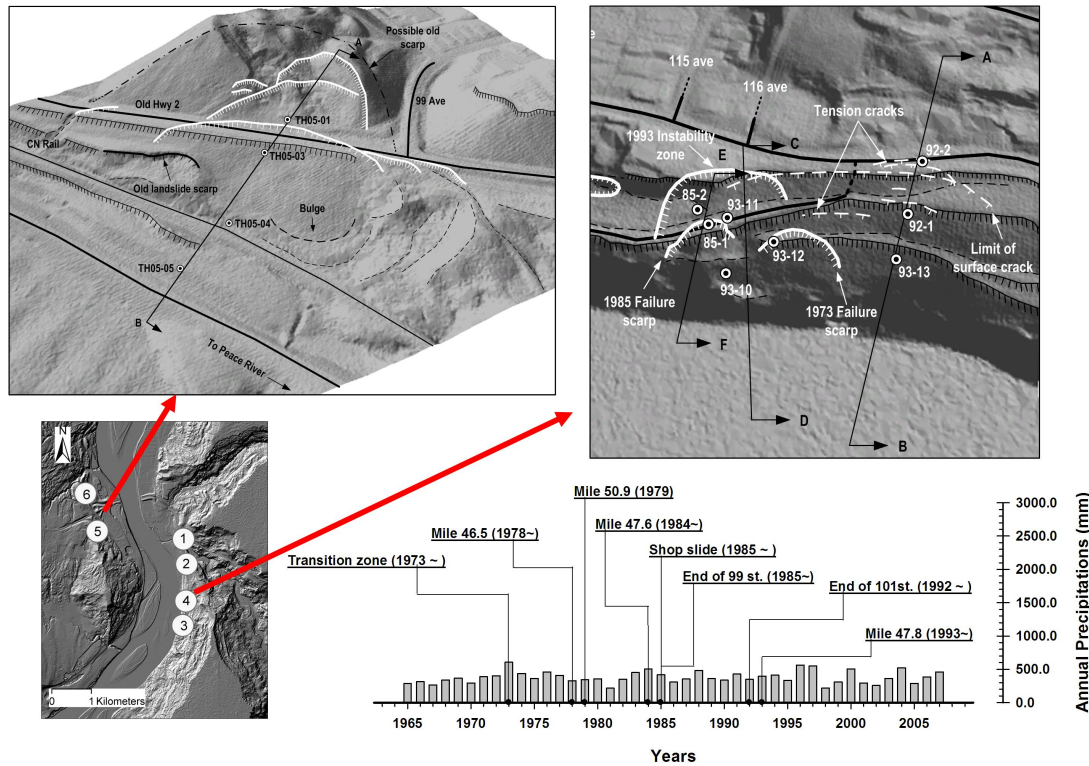 Possible old
scarp
A
99 Ave
Old Hwy 2
TH05-01
CN Rail
TH05-03
Old landslide scarp
Bulge
TH05-04
TH05-05
B
To Peace River
A
115 ave
116 ave
Tension cracks
1993 Instability
zone
C
92-2
E
85-2
93-11
85-1
92-1
Limit of
surface crack
93-12
93-13
93-10
1985 Failure
scarp
1973 Failure
scarp
F
D
B
N
6
5
1
2
4
3
0 1 Kilometers
Mile 50.9 (1979)
Mile 47.6 (1984~)
Mile 46.5 (1978~)
Shop slide (1985 ~)
Transition zone (1973 ~ )
End of 99 st. (1985~)
End of 101st. (1992 ~ )
Mile 47.8 (1993~)
3000.0
2500.0
2000.0
1500.0
1000.0
500.0
0.0
Annual Precipitations (mm)
1965 1970 1975 1980 1985 1990 1995 2000 2005
Years